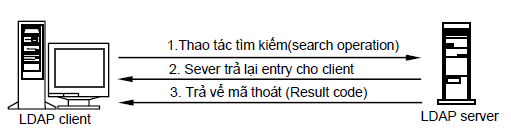 1.Thao tác tìm kiếm(search operation)
2. Sever trả lại entry cho client
3. Trả về mã thoát (Result code)
LDAP client
LDAP server